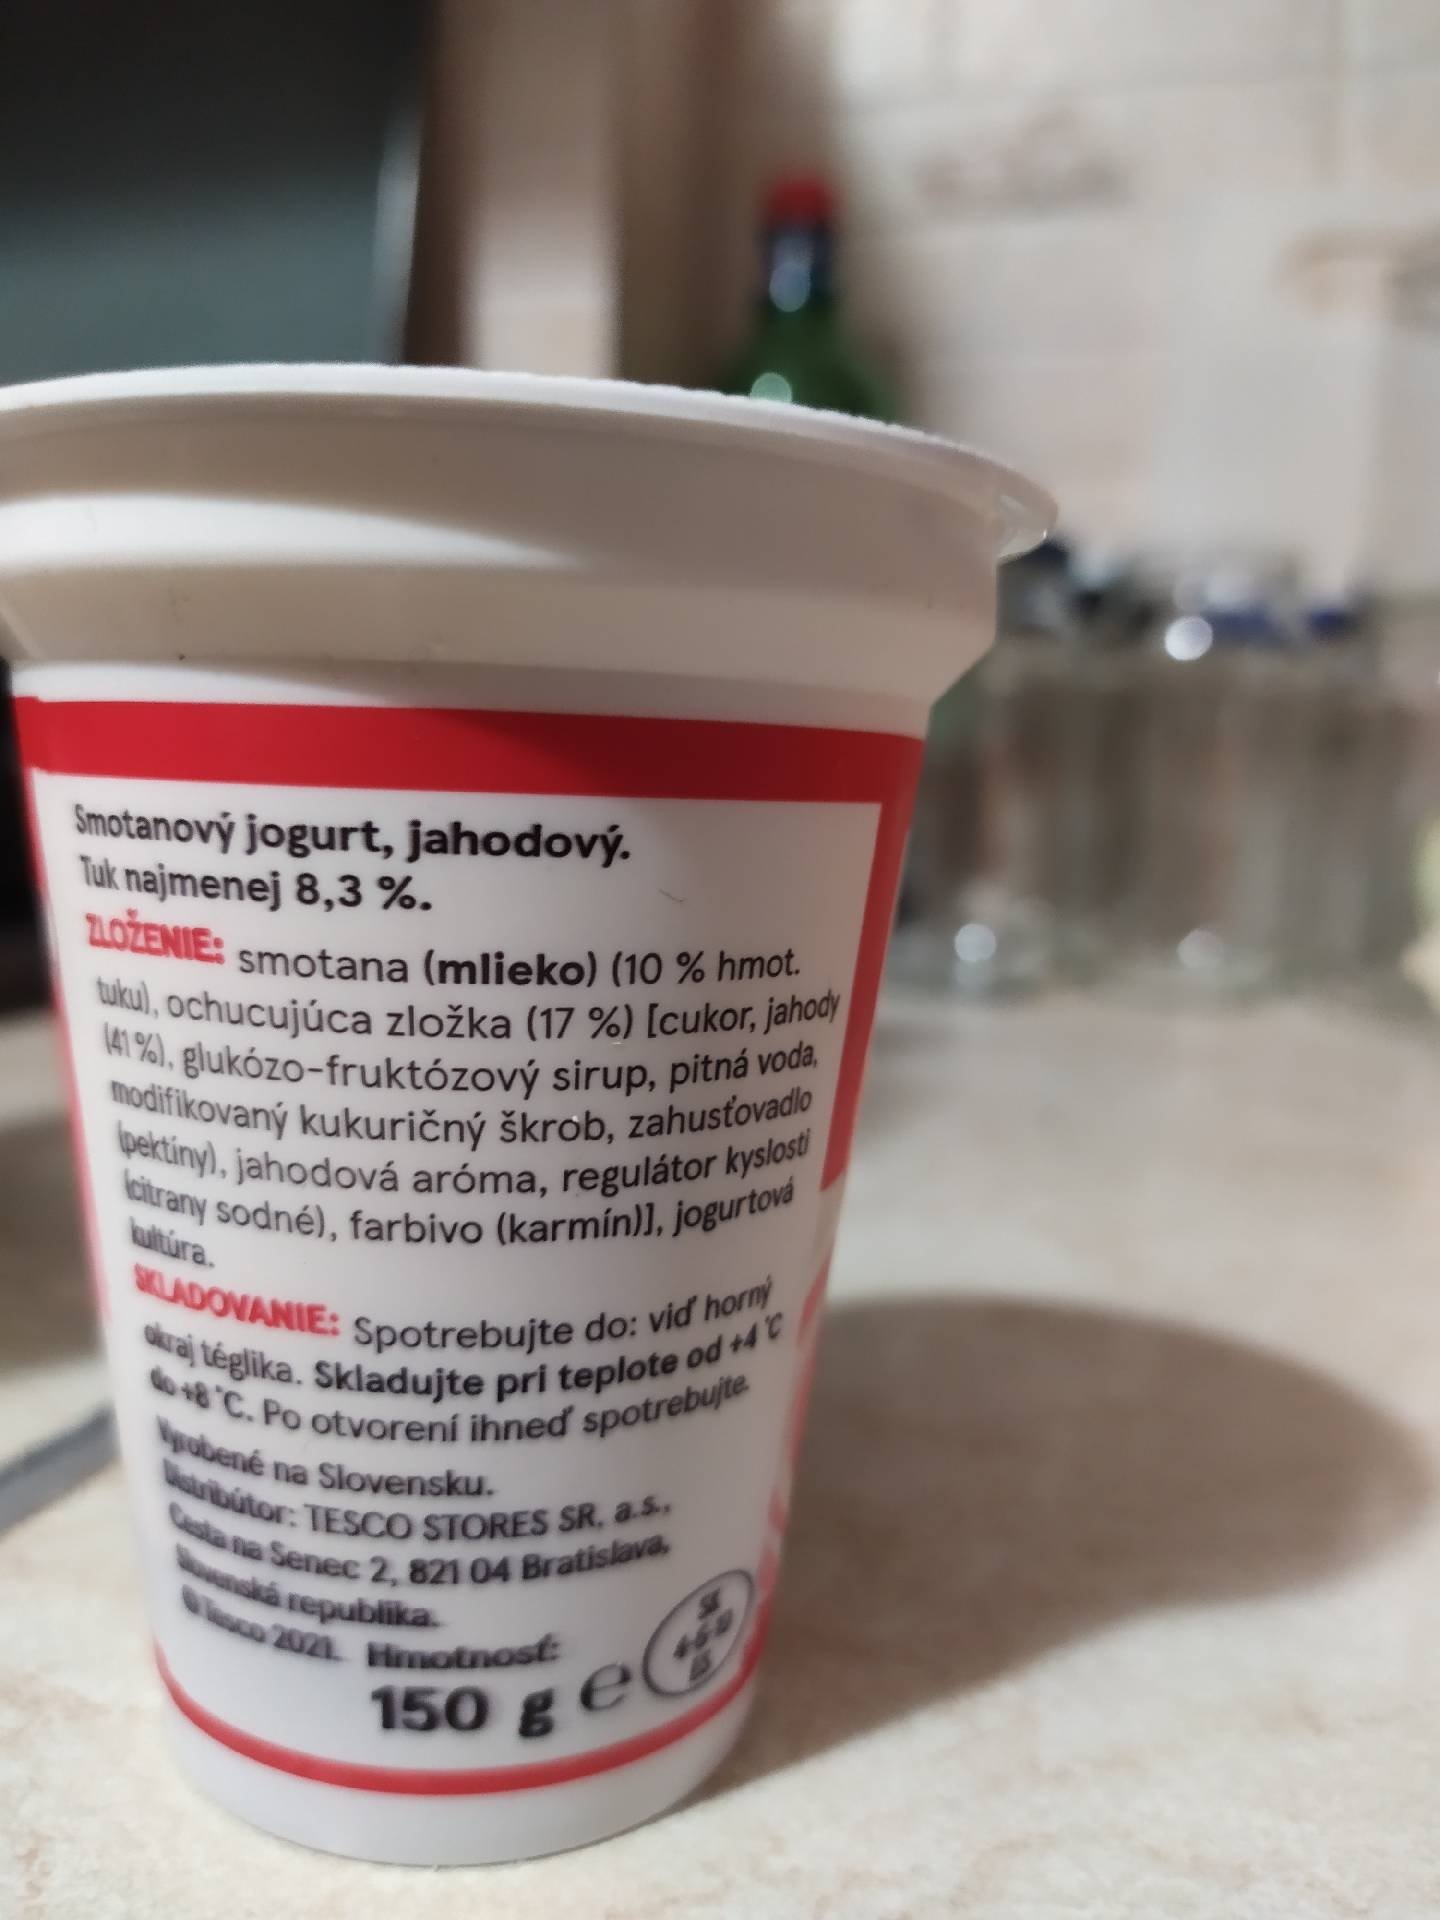 Smotanový jogurt, jahodový.
Tuk najmenej 8,3 %.
ZLOŽENIE: smotana (mlieko) (10 % hmot.
tuku), ochucujúca zložka (17 %) [cukor, jahody
(41 %), glukózo-fruktózový sirup, pitná voda,
modifikovaný kukuričný škrob, zahusťovadlo
(pektíny), jahodová aróma, regulátor kyslosti
(citrany sodné), farbivo (karmín)], jogurtová
kultúra.
SKLADOVANIE: Spotrebujte do: viď horný
okraj téglika. Skladujte pri teplote od +4 °C
do +8 °C. Po otvorení ihneď spotrebujte.
Vyrobené na Slovensku.
Distribútor: TESCO STORES SR, a.s.,
Cesta na Senec 2, 821 04 Bratislava,
Slovenská republika.
© Tesco 2021. Hmotnosť:
150 g e
SK